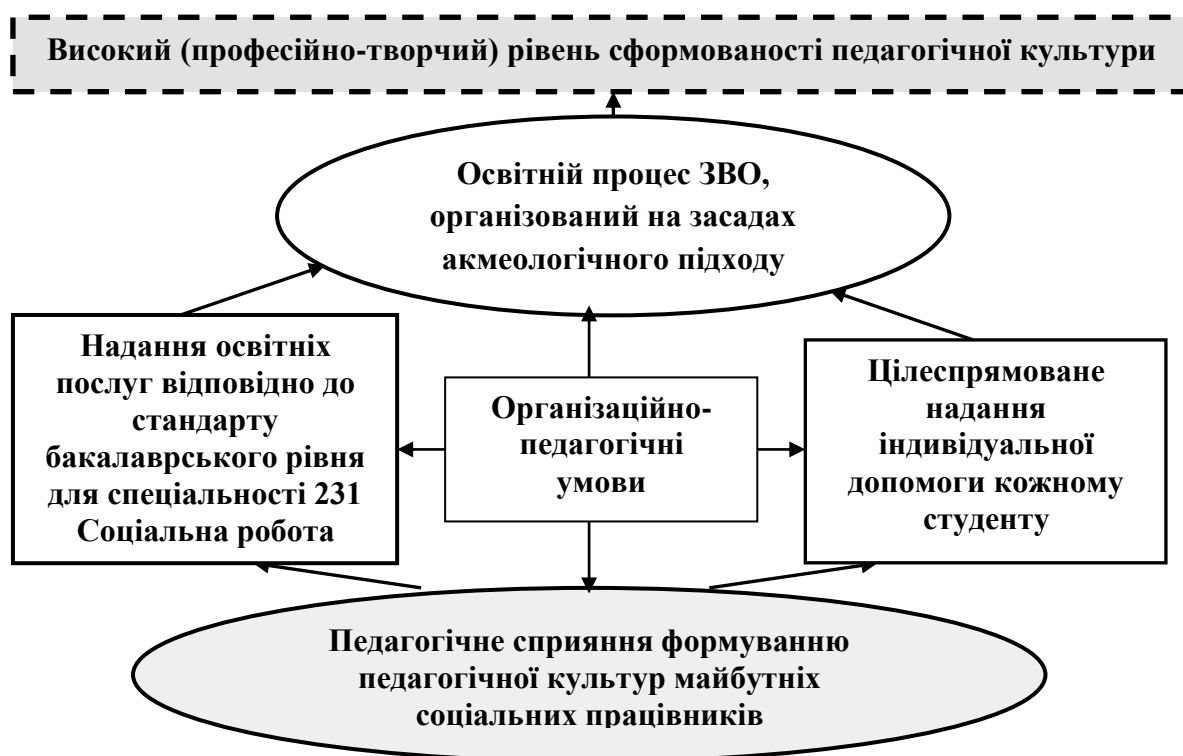 Високий (професійно-творчий) рівень сформованості педагогічної культури
Освітній процес ЗВО,
організований на засадах
акмеологічного підходу
Надання освітніх
послуг відповідно до
стандарту
бакалаврського рівня
для спеціальності 231
Соціальна робота
Організаційно-
педагогічні
умови
Цілеспрямоване
надання
індивідуальної
допомоги кожному
студенту
Педагогічне сприяння формуванню
педагогічної культур майбутніх
соціальних працівників